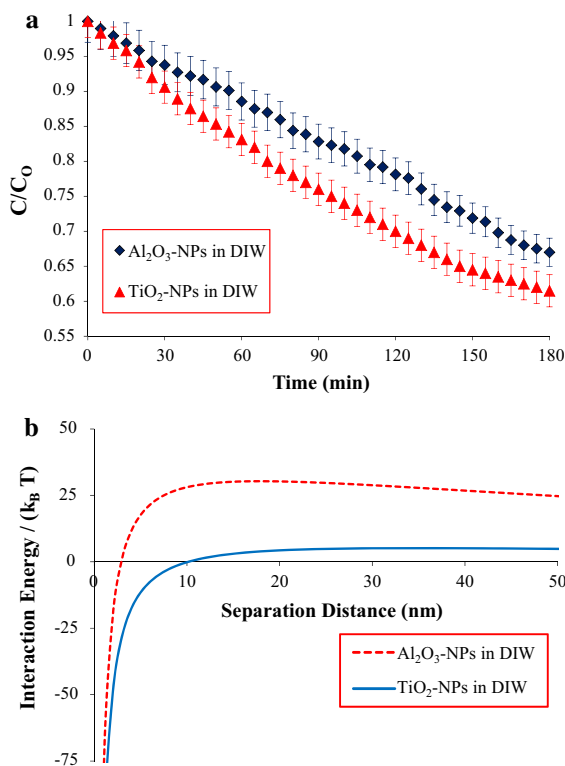 a
1
0.95
0.9
0.85
0.8
0.75
0.7
0.65
0.6
0.55
C/C_O
Al₂O₃-NPs in DIW
TiO₂-NPs in DIW
0 30 60 90 120 150 180
Time (min)
b
50
25
0
-25
-50
-75
Interaction Energy / (k_B T)
0 10 20 30 40 50
Separation Distance (nm)
Al₂O₃-NPs in DIW
TiO₂-NPs in DIW